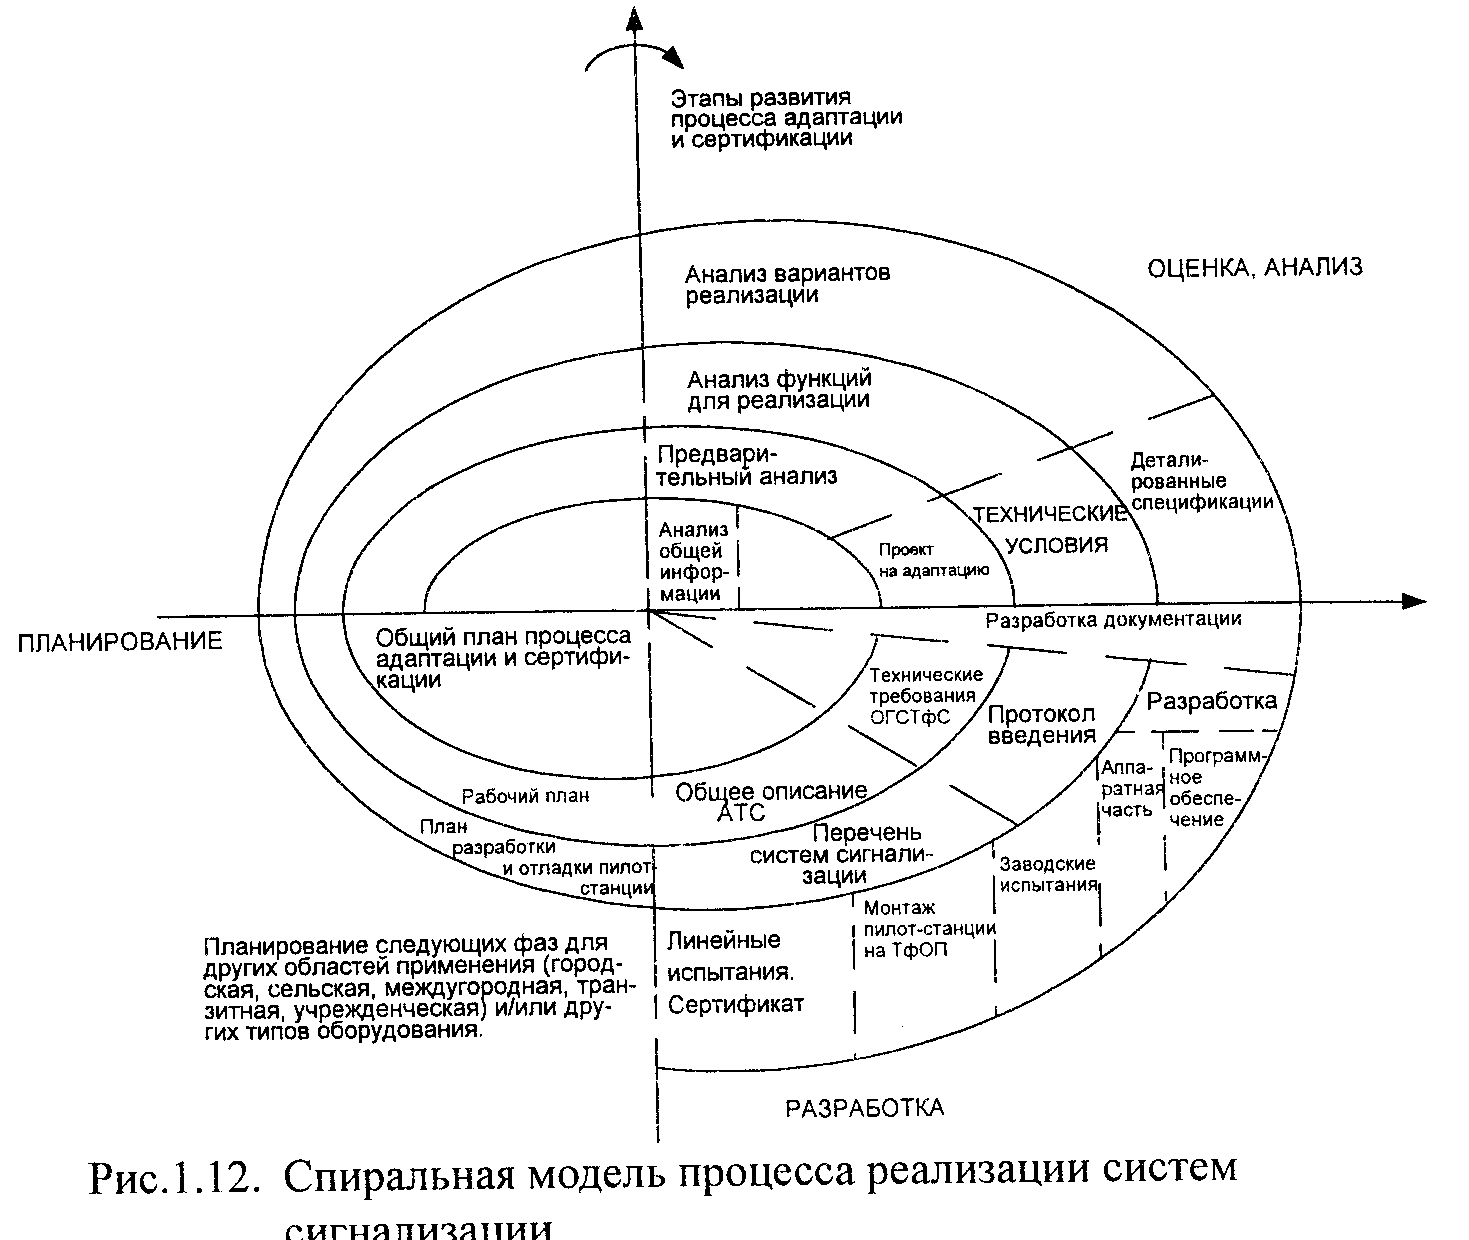 Этапы развития
процесса адаптации
и сертификации
ОЦЕНКА, АНАЛИЗ
Анализ вариантов
реализации
Анализ функций
для реализации
Предвари-
тельный анализ
Детали-
рованные
спецификации
ТЕХНИЧЕСКИЕ
УСЛОВИЯ
Анализ
общей
инфор-
мации
Проект
на адаптацию
Разработка документации
ПЛАНИРОВАНИЕ
Общий план процесса
адаптации и сертифи-
кации
Технические
требования
ОГСТфС
Протокол
введения
Разработка
Аппа-
ратная
часть
Программ-
ное
обеспе-
чение
Рабочий план
Общее описание
АТС
План
разработки
и отладки пилот-
станции
Перечень
систем сигнали-
зации
Заводские
испытания
Монтаж
пилот-станции
на ТфОП
Линейные
испытания.
Сертификат
Планирование следующих фаз для
других областей применения (город-
ская, сельская, междугородная, тран-
зитная, учрежденческая) и/или дру-
гих типов оборудования.
РАЗРАБОТКА
Рис.1.12. Спиральная модель процесса реализации систем
сигнализации